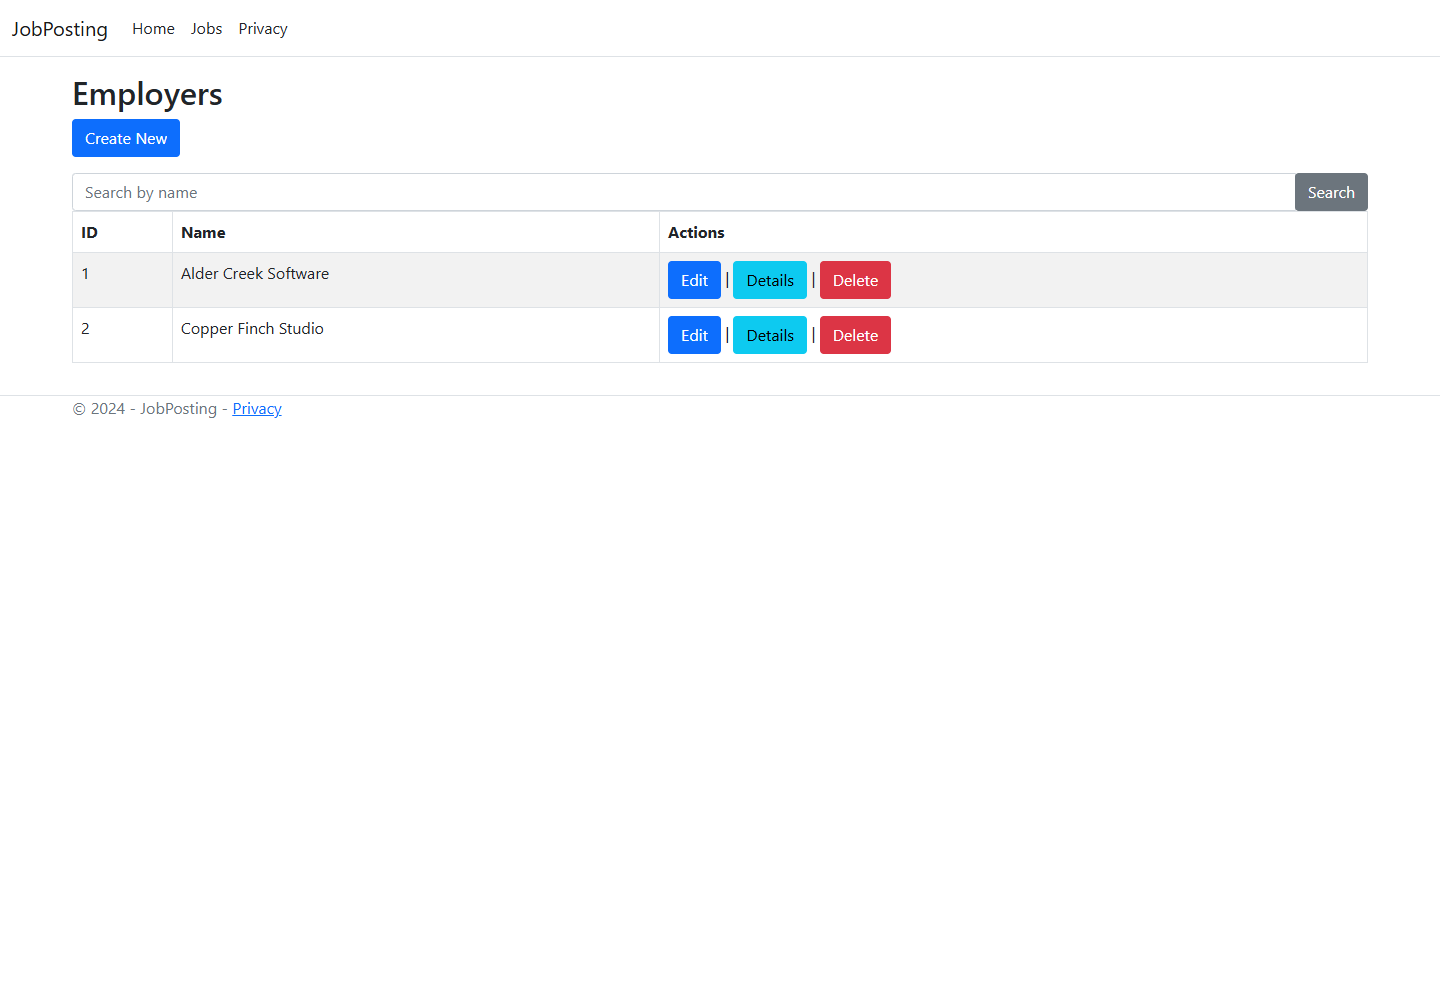 JobPosting Home Jobs Privacy
Employers
Create New
Search by name Search
ID Name Actions
1 Alder Creek Software Edit | Details | Delete
2 Copper Finch Studio Edit | Details | Delete
© 2024 - JobPosting - Privacy